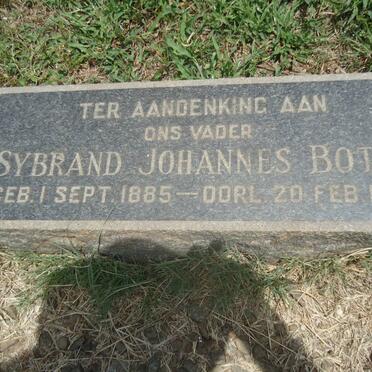 TER AANDENKING AAN
ONS VADER
SYBRAND JOHANNES BOT
GEB. 1 SEPT. 1885 — OORL. 20 FEB